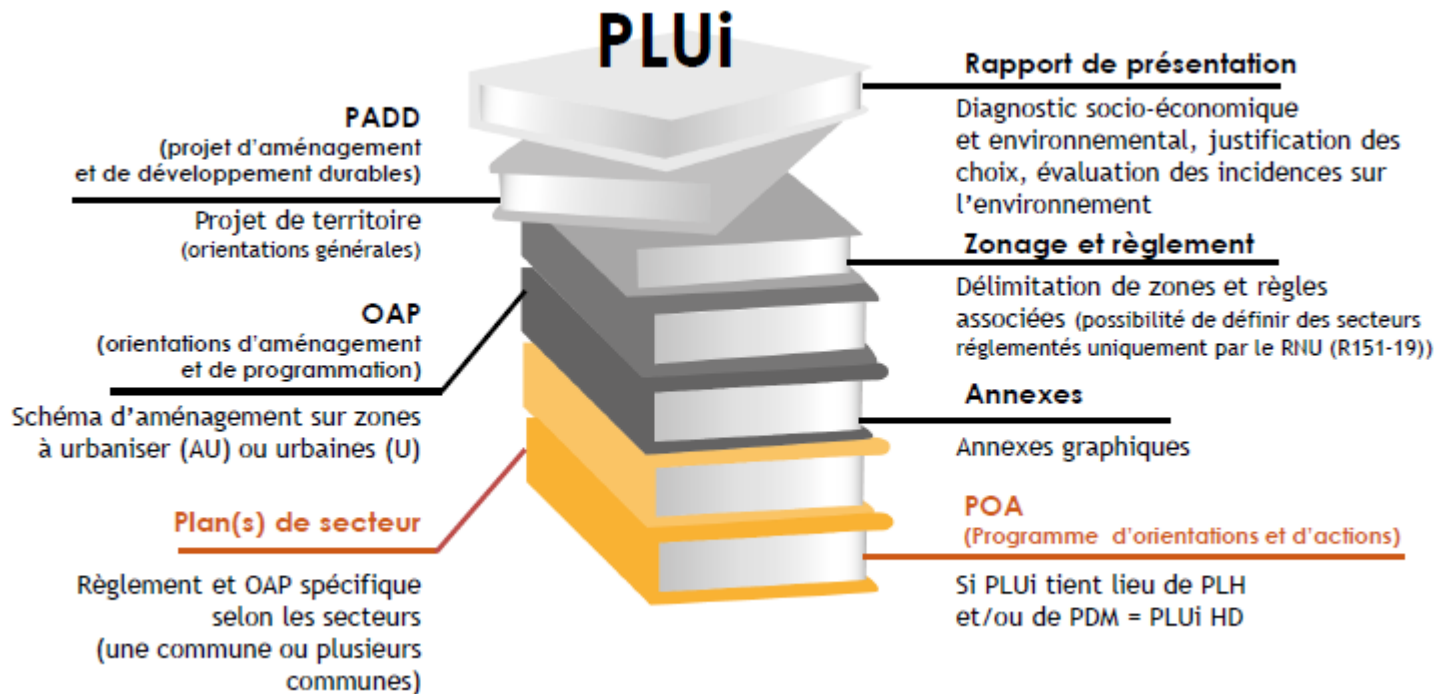 PLUi
PADD
(projet d'aménagement
et de développement durables)
Projet de territoire
(orientations générales)
OAP
(orientations d'aménagement
et de programmation)
Schéma d'aménagement sur zones
à urbaniser (AU) ou urbaines (U)
Plan(s) de secteur
Règlement et OAP spécifique
selon les secteurs
(une commune ou plusieurs
communes)
Rapport de présentation
Diagnostic socio-économique
et environnemental, justification des
choix, évaluation des incidences sur
l'environnement
Zonage et règlement
Délimitation de zones et règles
associées (possibilité de définir des secteurs
réglementés uniquement par le RNU (R151-19))
Annexes
Annexes graphiques
POA
(Programme d'orientations et d'actions)
Si PLUi tient lieu de PLH
et/ou de PDM = PLUi HD